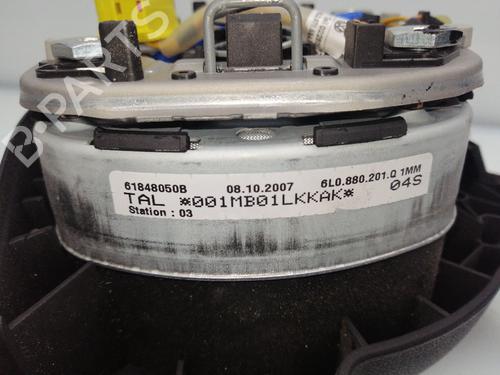 B-PARTS
61848050B 08.10.2007 6L0.880.201.Q 1MM
TAL *001MB01LKKAK* 04S
Station : 03